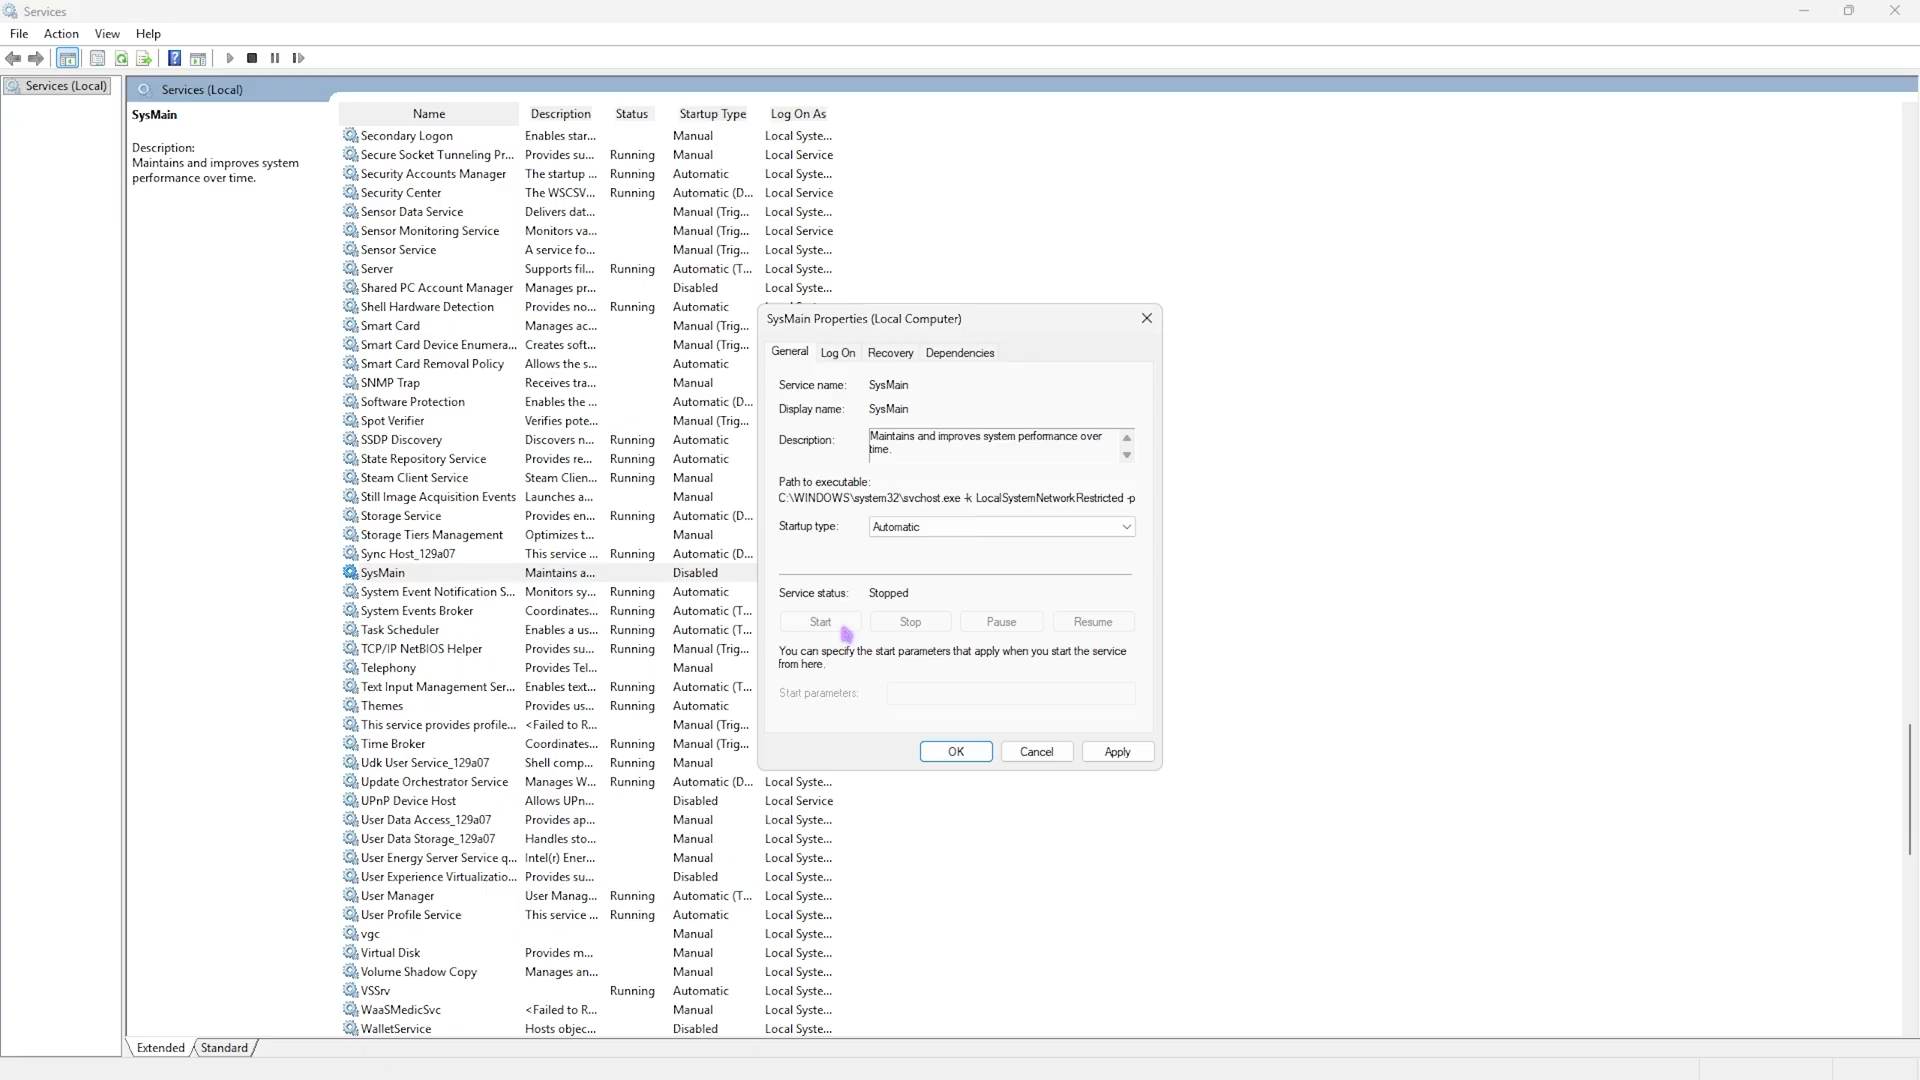 Services
File Action View Help
Services (Local)
Services (Local)
SysMain
Description:
Maintains and improves system
performance over time.
Name Description Status Startup Type Log On As
Secondary Logon Enables star... Manual Local Syste...
Secure Socket Tunneling Pr... Provides su... Running Manual Local Service
Security Accounts Manager The startup ... Running Automatic Local Syste...
Security Center The WSCSV... Running Automatic (D... Local Service
Sensor Data Service Delivers dat... Manual (Trig... Local Syste...
Sensor Monitoring Service Monitors va... Manual (Trig... Local Service
Sensor Service A service fo... Manual (Trig... Local Syste...
Server Supports fil... Running Automatic (T... Local Syste...
Shared PC Account Manager Manages pr... Disabled Local Syste...
Shell Hardware Detection Provides no... Running Automatic
Smart Card Manages ac... Manual (Trig...
Smart Card Device Enumera... Creates soft... Manual (Trig...
Smart Card Removal Policy Allows the s... Automatic
SNMP Trap Receives tra... Manual
Software Protection Enables the ... Automatic (D...
Spot Verifier Verifies pote... Manual (Trig...
SSDP Discovery Discovers n... Running Automatic
State Repository Service Provides re... Running Automatic
Steam Client Service Steam Clien... Running Manual
Still Image Acquisition Events Launches a... Manual
Storage Service Provides en... Running Automatic (D...
Storage Tiers Management Optimizes t... Manual
Sync Host_129a07 This service ... Running Automatic (D...
SysMain Maintains a... Disabled
System Event Notification S... Monitors sy... Running Automatic
System Events Broker Coordinates... Running Automatic (T...
Task Scheduler Enables a us... Running Automatic (T...
TCP/IP NetBIOS Helper Provides su... Running Manual (Trig...
Telephony Provides Tel... Manual
Text Input Management Ser... Enables text... Running Automatic (T...
Themes Provides us... Running Automatic
This service provides profile... <Failed to R... Manual (Trig...
Time Broker Coordinates... Running Manual (Trig...
Udk User Service_129a07 Shell comp... Running Manual
Update Orchestrator Service Manages W... Running Automatic (D... Local Syste...
UPnP Device Host Allows UPn... Disabled Local Service
User Data Access_129a07 Provides ap... Manual Local Syste...
User Data Storage_129a07 Handles sto... Manual Local Syste...
User Energy Server Service q... Intel(r) Ener... Manual Local Syste...
User Experience Virtualizatio... Provides su... Disabled Local Syste...
User Manager User Manag... Running Automatic (T... Local Syste...
User Profile Service This service ... Running Automatic Local Syste...
vgc Manual Local Syste...
Virtual Disk Provides m... Manual Local Syste...
Volume Shadow Copy Manages an... Manual Local Syste...
VSSrv Running Automatic Local Syste...
WaaSMedicSvc <Failed to R... Manual Local Syste...
WalletService Hosts objec... Disabled Local Syste...
SysMain Properties (Local Computer)
General Log On Recovery Dependencies
Service name: SysMain
Display name: SysMain
Description: Maintains and improves system performance over
time.
Path to executable:
C:\WINDOWS\system32\svchost.exe -k LocalSystemNetworkRestricted -p
Startup type: Automatic
Service status: Stopped
Start Stop Pause Resume
You can specify the start parameters that apply when you start the service
from here.
Start parameters:
OK Cancel Apply
Extended Standard